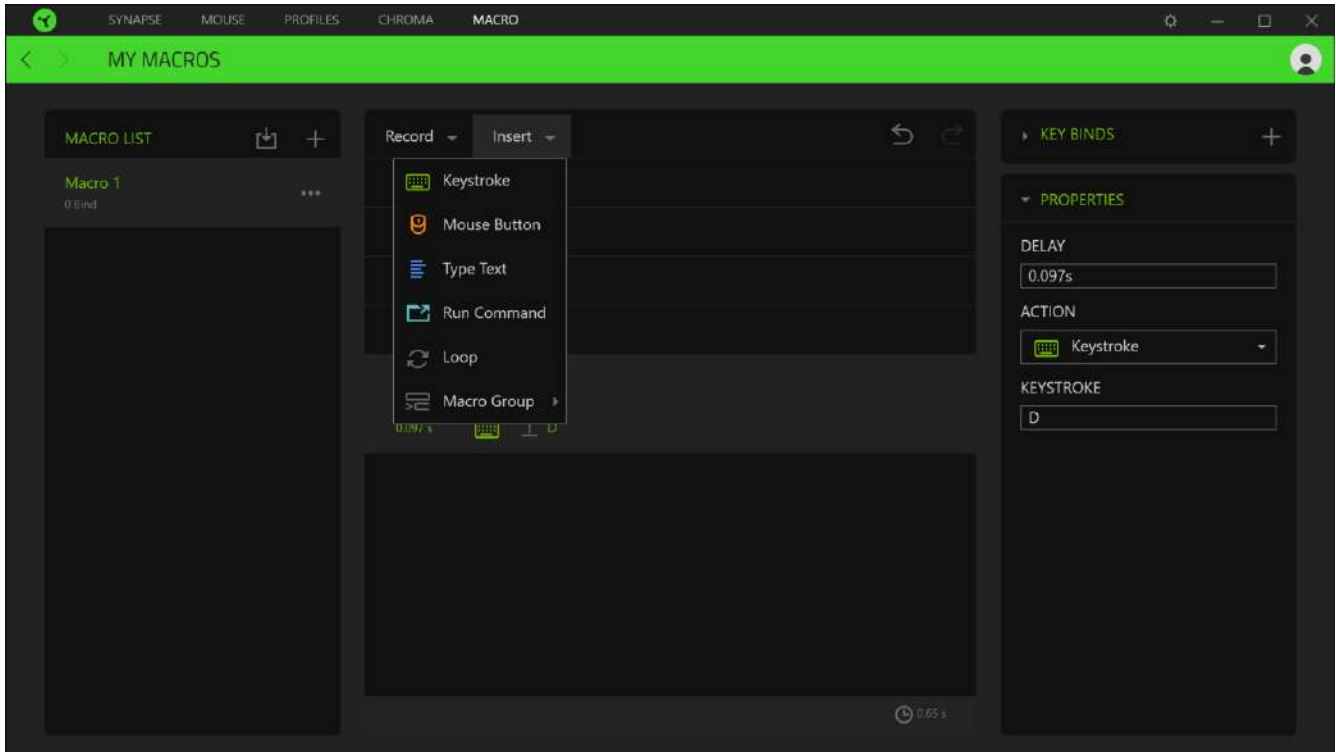 SYNAPSE MOUSE PROFILES CHROMA MACRO
MY MACROS
MACRO LIST
Macro 1
0 Bind
Record Insert
Keystroke
Mouse Button
Type Text
Run Command
Loop
Macro Group
0.097 s D
0.65 s
KEY BINDS
PROPERTIES
DELAY
0.097s
ACTION
Keystroke
KEYSTROKE
D